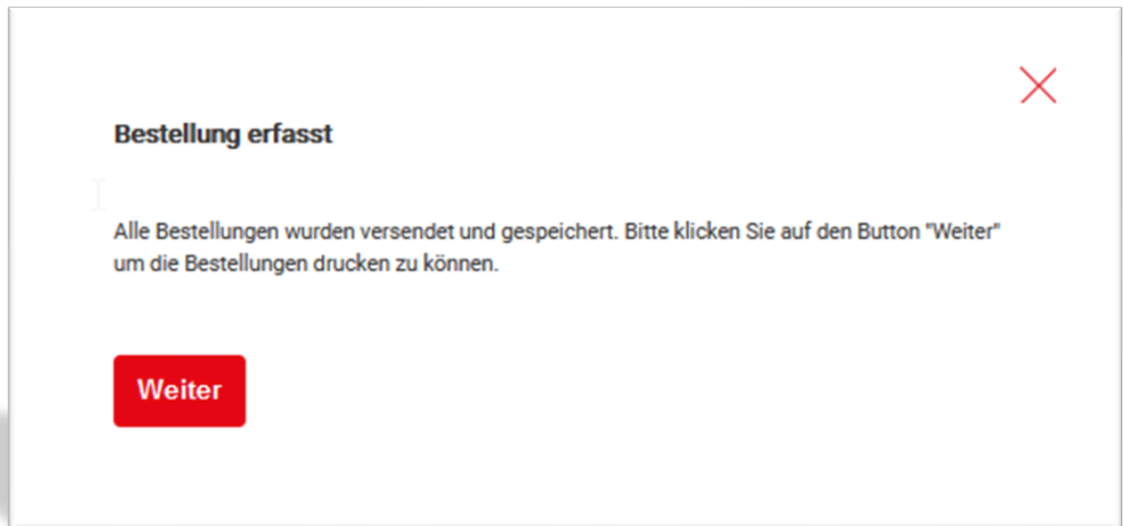 Bestellung erfasst
Alle Bestellungen wurden versendet und gespeichert. Bitte klicken Sie auf den Button "Weiter"
um die Bestellungen drucken zu können.
Weiter